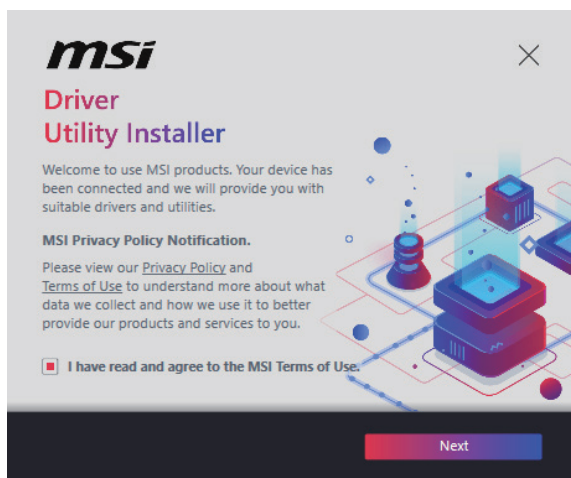 msi
Driver
Utility Installer
Welcome to use MSI products. Your device has
been connected and we will provide you with
suitable drivers and utilities.
MSI Privacy Policy Notification.
Please view our Privacy Policy and
Terms of Use to understand more about what
data we collect and how we use it to better
provide our products and services to you.
I have read and agree to the MSI Terms of Use.
Next